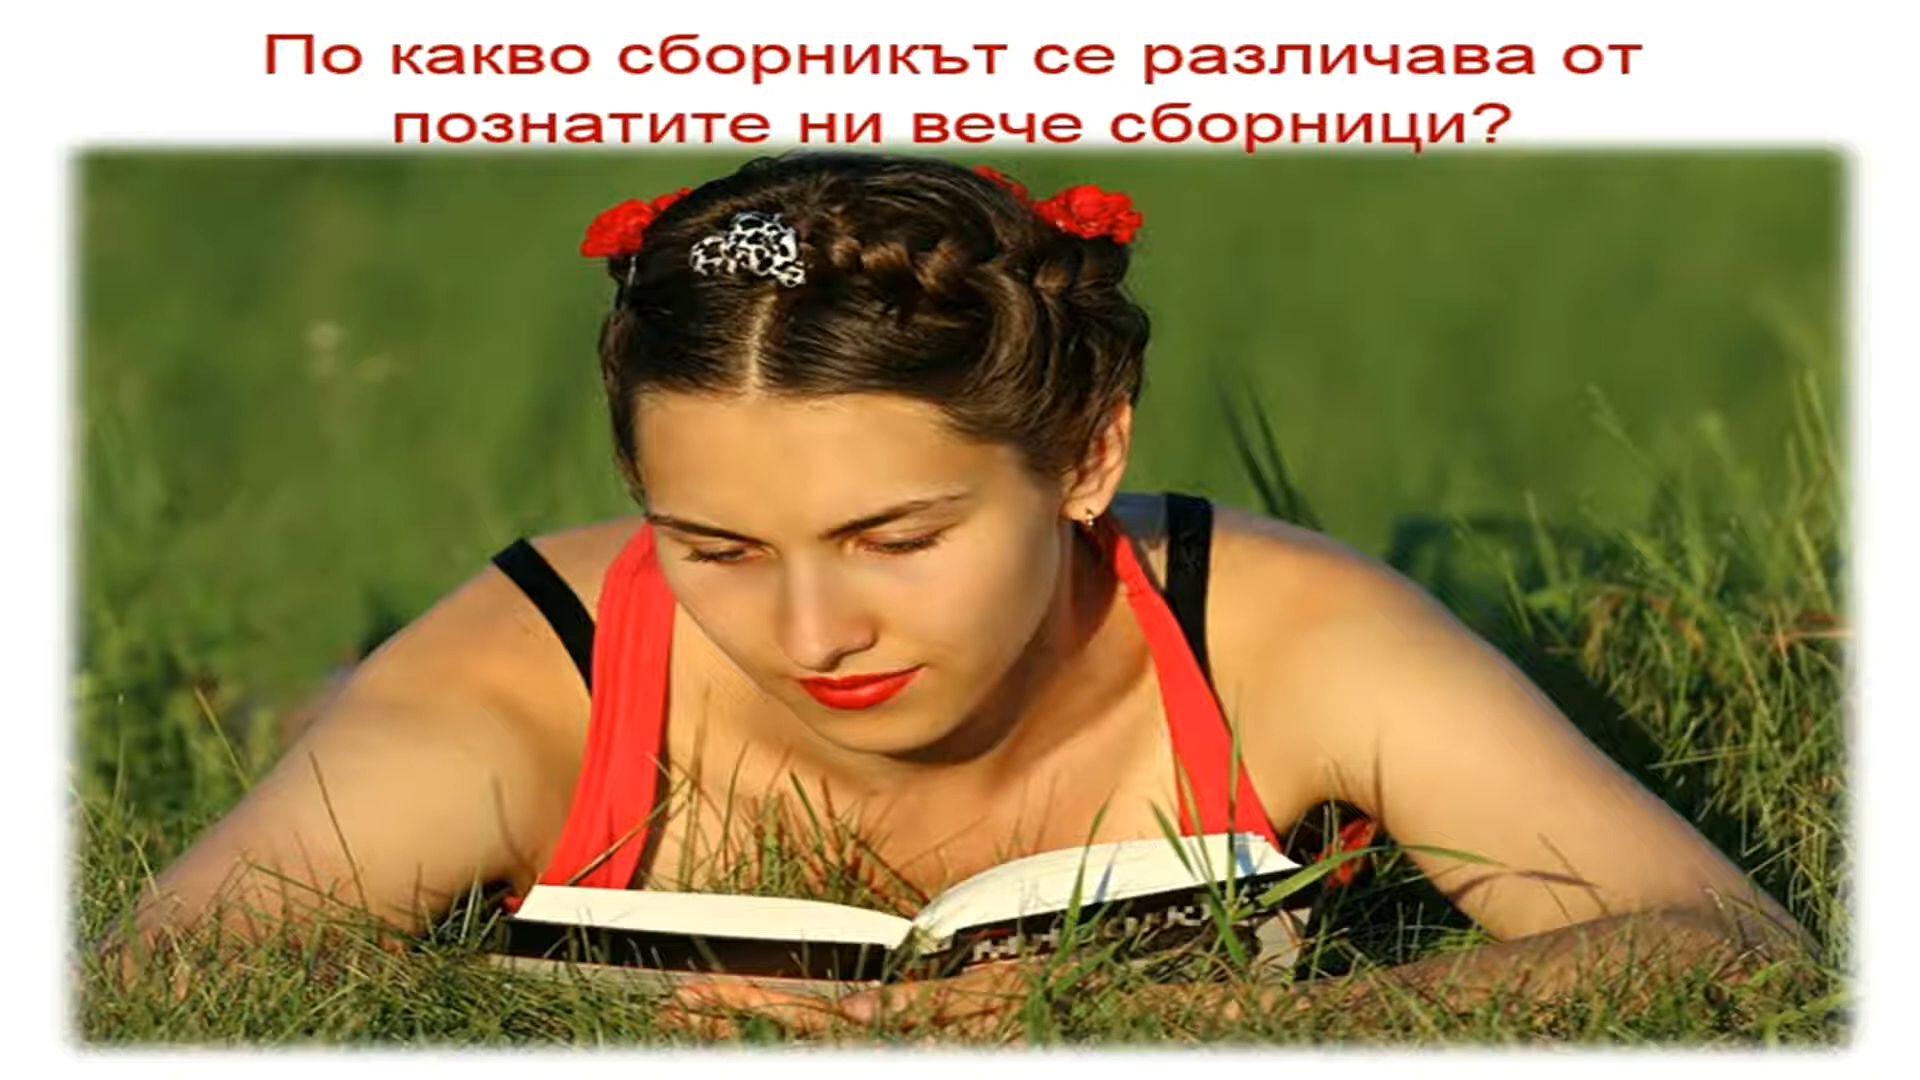 По какво сборникът се различава от
познатите ни вече сборници?